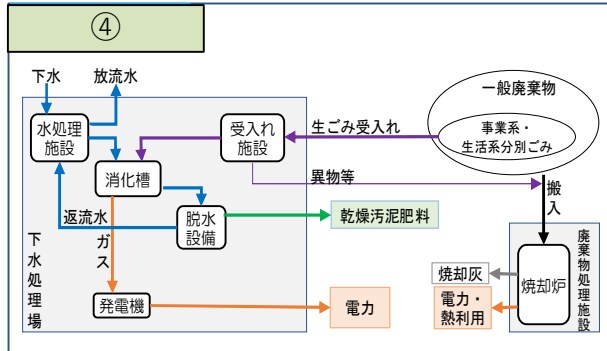 ④
下水
放流水
一般廃棄物
水処理
施設
受入れ
施設
生ごみ受入れ
事業系・
生活系分別ごみ
消化槽
異物等
搬入
返流水
脱水
設備
乾燥汚泥肥料
ガス
下水処理場
廃棄物処理施設
焼却灰
焼却炉
発電機
電力
電力・
熱利用